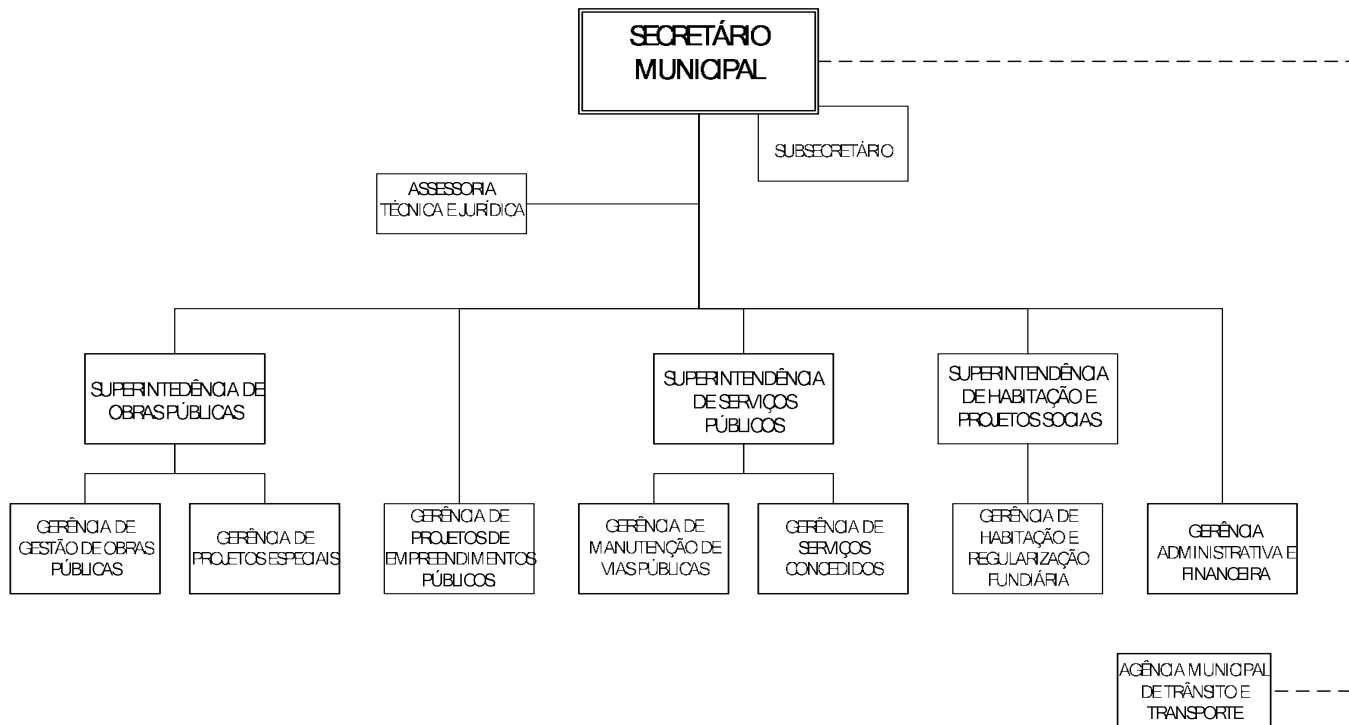 SECRETÁRIO
MUNICIPAL
SUBSECRETÁRIO
ASSESSORIA
TÉCNICA E JURÍDICA
SUPERINTEDÊNCIA DE
OBRAS PÚBLICAS
SUPERINTENDÊNCIA
DE SERVIÇOS
PÚBLICOS
SUPERINTENDÊNCIA
DE HABITAÇÃO E
PROJETOS SOCIAS
GERÊNCIA DE
GESTÃO DE OBRAS
PÚBLICAS
GERÊNCIA DE
PROJETOS ESPECIAIS
GERÊNCIA DE
PROJETOS DE
EMPREENDIMENTOS
PÚBLICOS
GERÊNCIA DE
MANUTENÇÃO DE
VIAS PÚBLICAS
GERÊNCIA DE
SERVIÇOS
CONCEDIDOS
GERÊNCIA DE
HABITAÇÃO E
REGULARIZAÇÃO
FUNDIÁRIA
GERÊNCIA
ADMINISTRATIVA E
FINANCEIRA
AGÊNCIA MUNICIPAL
DE TRÂNSITO E
TRANSPORTE